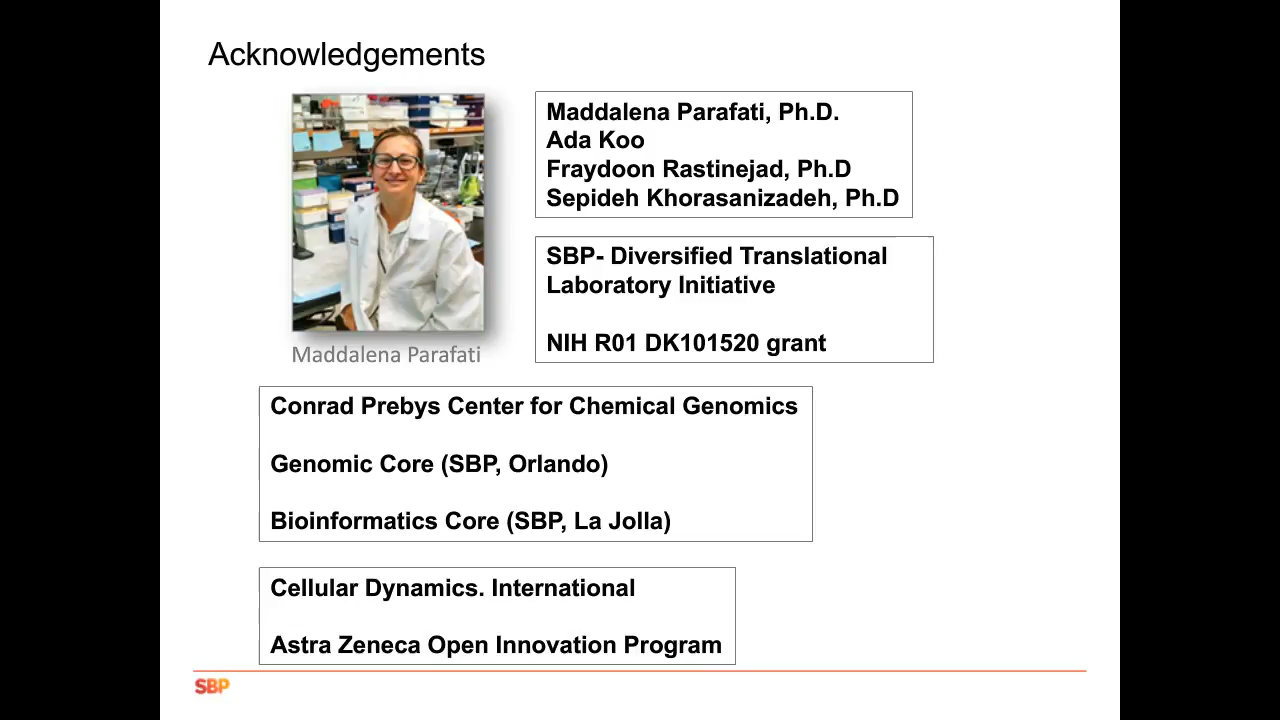 Acknowledgements
Maddalena Parafati, Ph.D.
Ada Koo
Fraydoon Rastinejad, Ph.D
Sepideh Khorasanizadeh, Ph.D
Maddalena Parafati
SBP- Diversified Translational
Laboratory Initiative
NIH R01 DK101520 grant
Conrad Prebys Center for Chemical Genomics
Genomic Core (SBP, Orlando)
Bioinformatics Core (SBP, La Jolla)
Cellular Dynamics. International
Astra Zeneca Open Innovation Program
SBP